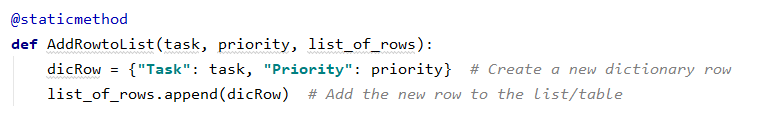 @staticmethod
def AddRowtoList(task, priority, list_of_rows):
    dicRow = {"Task": task, "Priority": priority}  # Create a new dictionary row
    list_of_rows.append(dicRow)  # Add the new row to the list/table